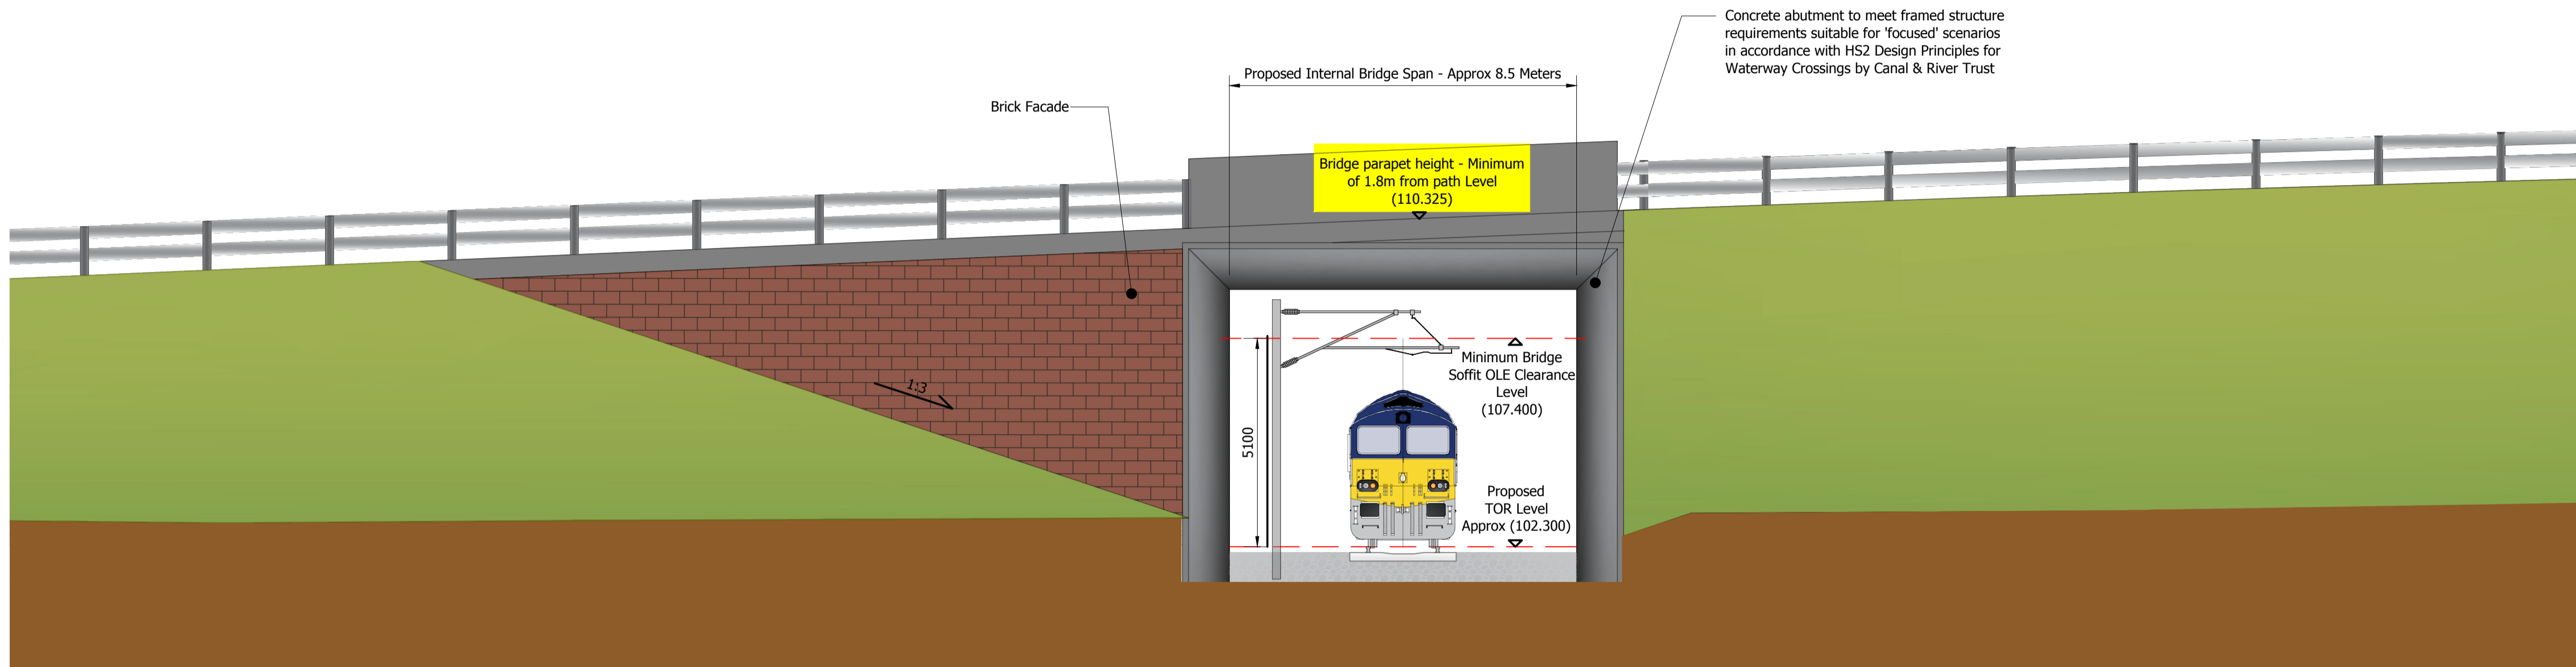 Concrete abutment to meet framed structure
requirements suitable for 'focused' scenarios
in accordance with HS2 Design Principles for
Waterway Crossings by Canal & River Trust
Proposed Internal Bridge Span - Approx 8.5 Meters
Brick Facade
Bridge parapet height - Minimum
of 1.8m from path Level
(110.325)
Minimum Bridge
Soffit OLE Clearance
Level
(107.400)
1:3
5100
Proposed
TOR Level
Approx (102.300)